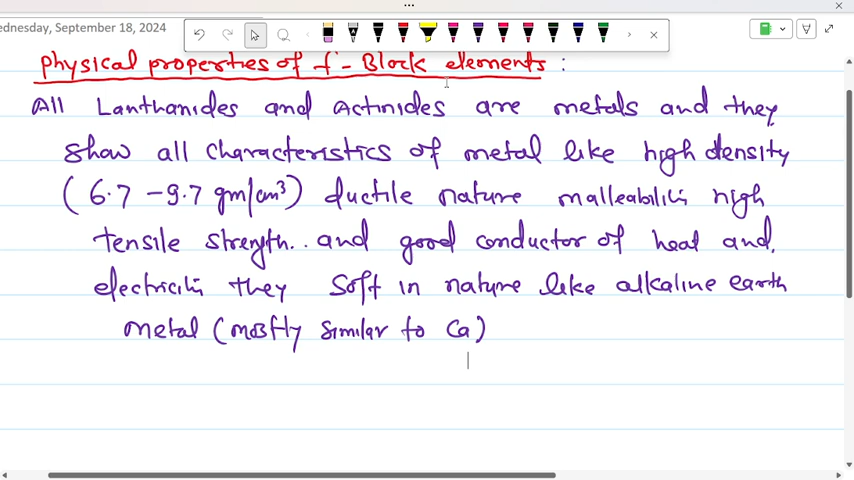 ednesday, September 18, 2024
Physical properties of f-Block elements :
All Lanthanides and Actinides are metals and they
show all characteristics of metal like high density
(6.7 - 9.7 gm/cm³) ductile nature malleability high
tensile strength.. and good conductor of heat and
electricity they soft in nature like alkaline earth
metal (mostly similar to Ca)